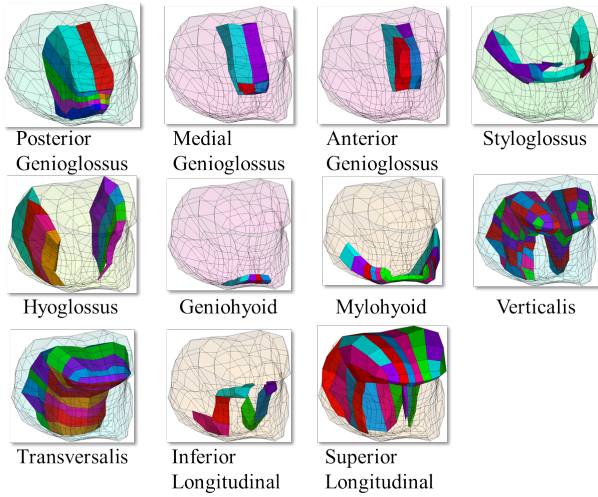 Posterior
Genioglossus
Medial
Genioglossus
Anterior
Genioglossus
Styloglossus
Hyoglossus
Geniohyoid
Mylohyoid
Verticalis
Transversalis
Inferior
Longitudinal
Superior
Longitudinal